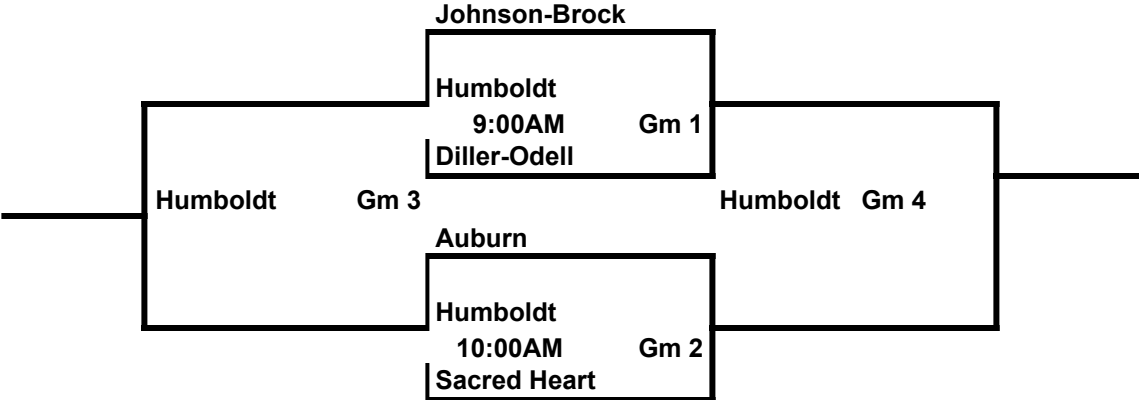 Johnson-Brock
Humboldt
9:00AM Gm 1
Diller-Odell
Humboldt Gm 3 Humboldt Gm 4
Auburn
Humboldt
10:00AM Gm 2
Sacred Heart